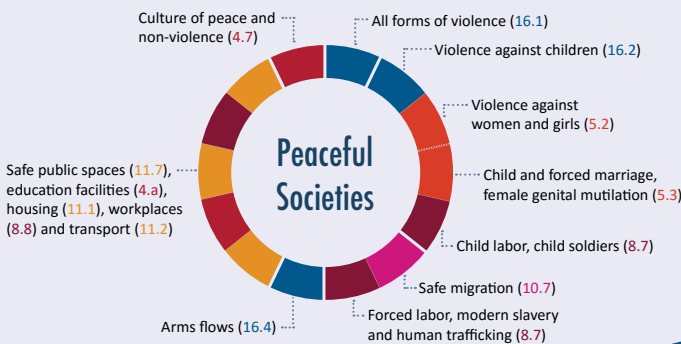 Culture of peace and
non-violence (4.7)
All forms of violence (16.1)
Violence against children (16.2)
Violence against
women and girls (5.2)
Peaceful
Societies
Safe public spaces (11.7),
education facilities (4.a),
housing (11.1), workplaces
(8.8) and transport (11.2)
Child and forced marriage,
female genital mutilation (5.3)
Child labor, child soldiers (8.7)
Safe migration (10.7)
Forced labor, modern slavery
and human trafficking (8.7)
Arms flows (16.4)